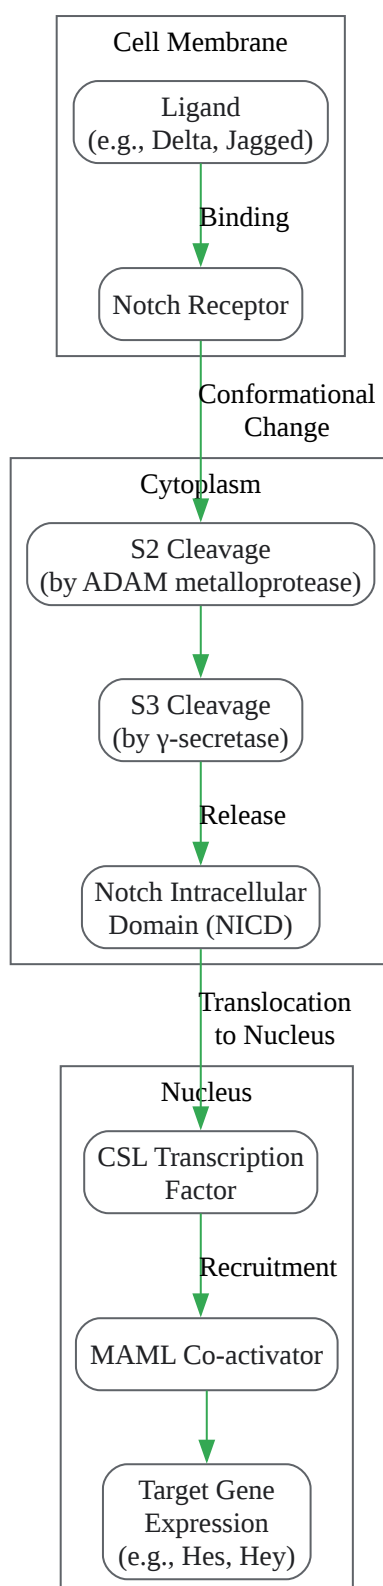 Cell Membrane
Ligand
(e.g., Delta, Jagged)
Binding
Notch Receptor
Conformational
Change
Cytoplasm
S2 Cleavage
(by ADAM metalloprotease)
S3 Cleavage
(by γ-secretase)
Release
Notch Intracellular
Domain (NICD)
Translocation
to Nucleus
Nucleus
CSL Transcription
Factor
Recruitment
MAML Co-activator
Target Gene
Expression
(e.g., Hes, Hey)